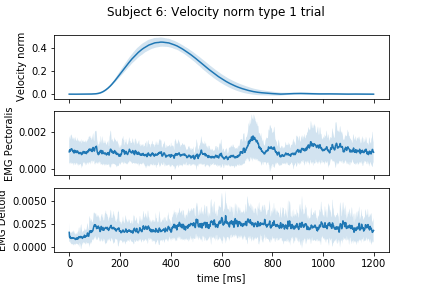 Subject 6: Velocity norm type 1 trial
Velocity norm
0.4
0.2
0.0
EMG Pectoralis
0.002
0.000
EMG Deltoid
0.0050
0.0025
0.0000
0 200 400 600 800 1000 1200
time [ms]